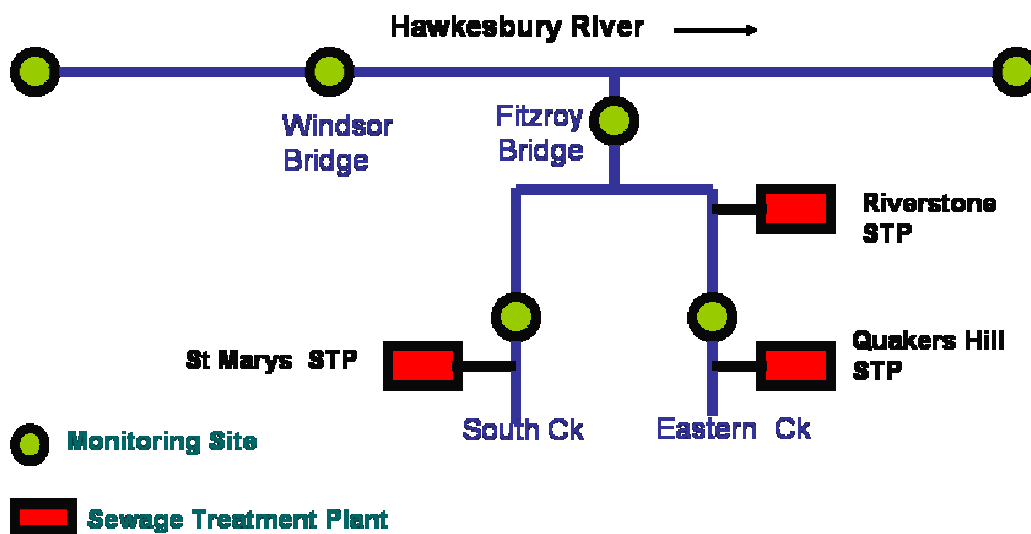 Hawkesbury River
Windsor
Bridge
Fitzroy
Bridge
Riverstone
STP
St Marys STP
Quakers Hill
STP
South Ck
Eastern Ck
Monitoring Site
Sewage Treatment Plant